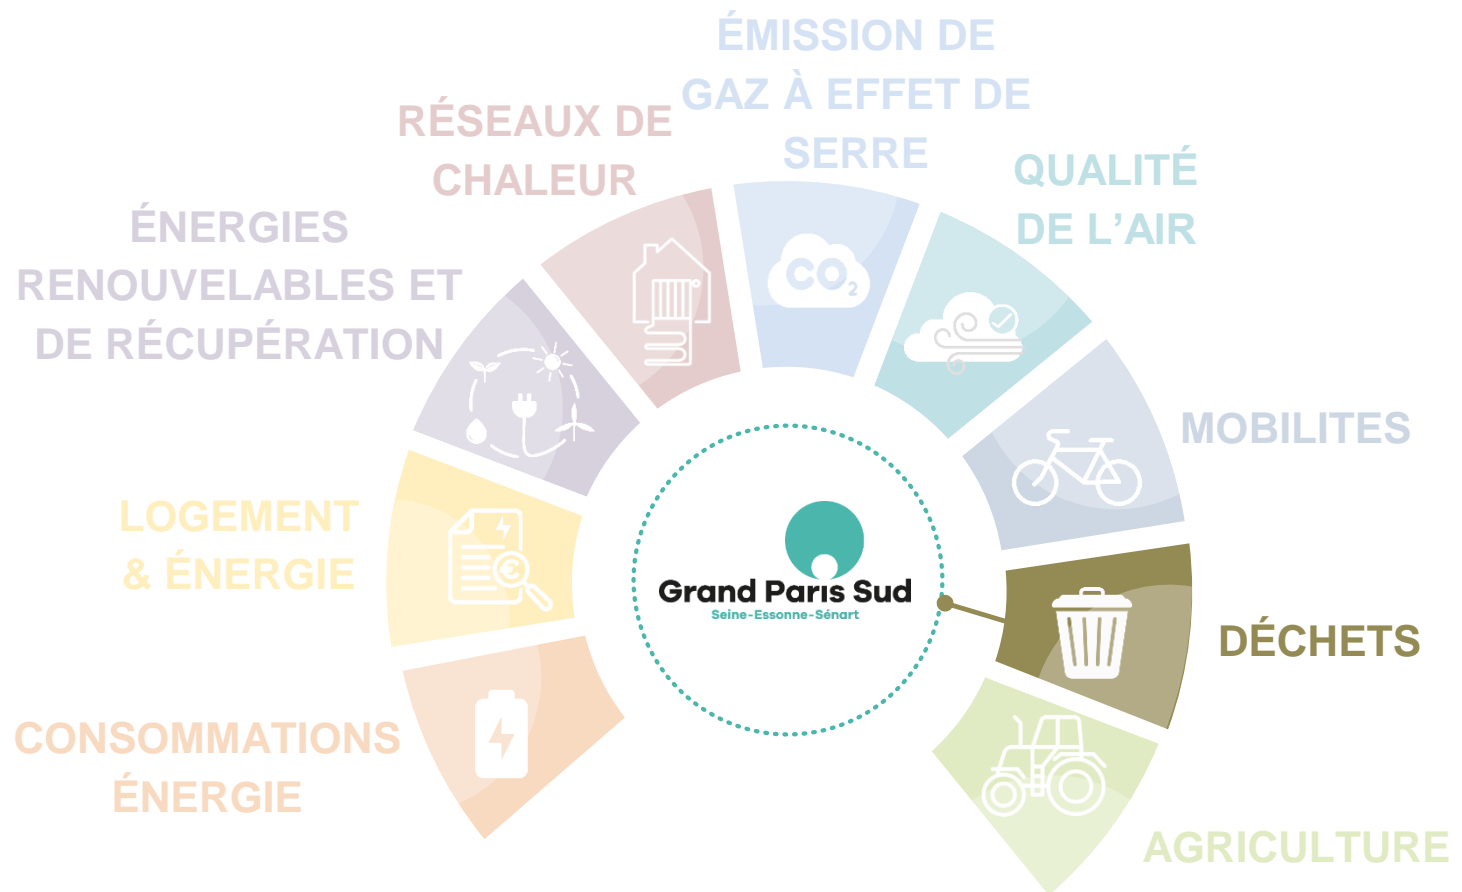 ÉMISSION DE
GAZ À EFFET DE
SERRE
RÉSEAUX DE
CHALEUR
QUALITÉ
DE L’AIR
ÉNERGIES
RENOUVELABLES ET
DE RÉCUPÉRATION
CO2
MOBILITES
LOGEMENT
& ÉNERGIE
€
Grand Paris Sud
Seine-Essonne-Sénart
DÉCHETS
CONSOMMATIONS
ÉNERGIE
AGRICULTURE